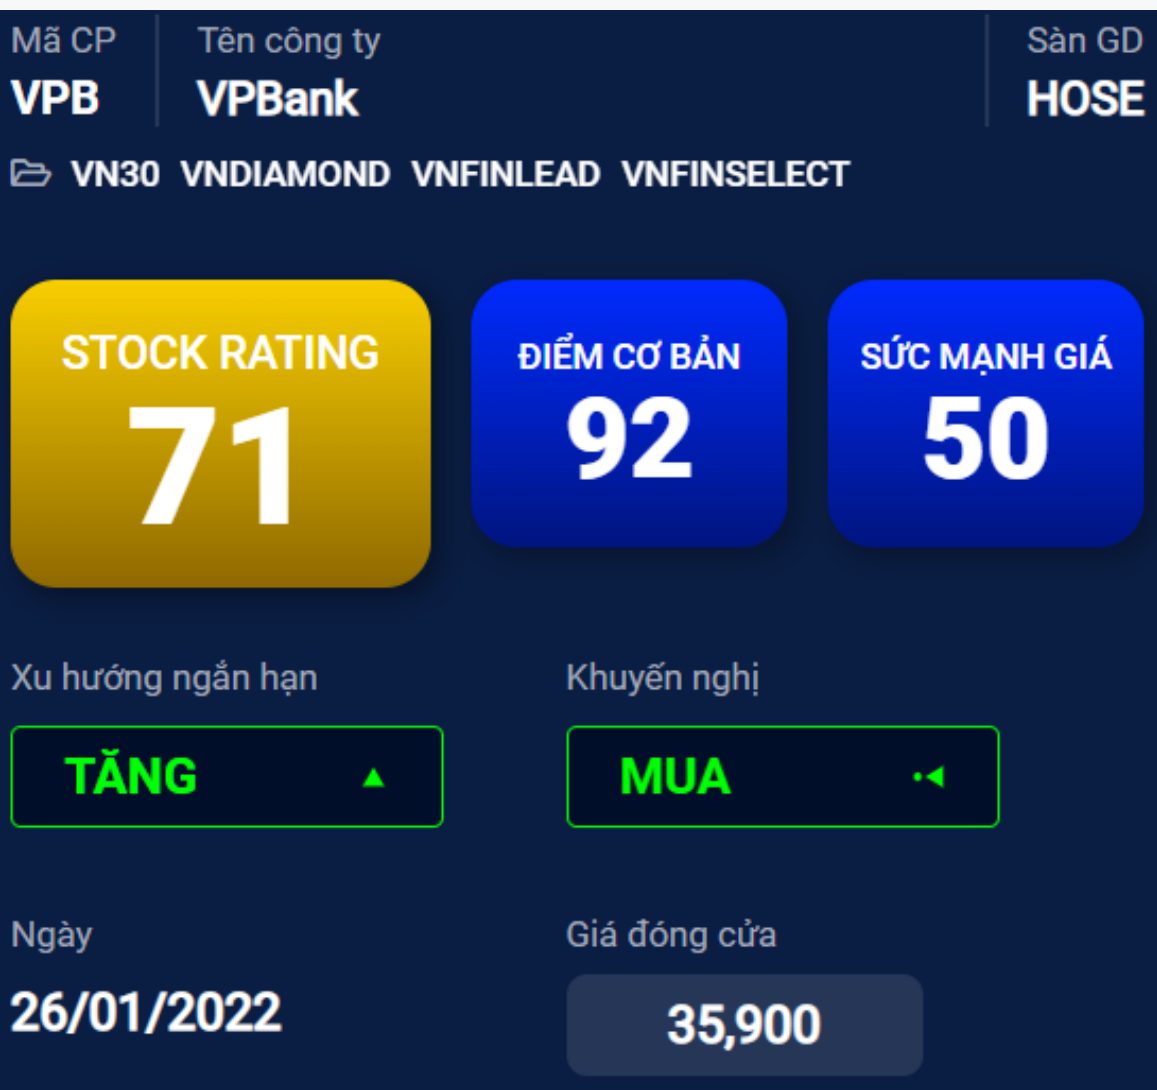 Mã CP Tên công ty Sàn GD
VPB VPBank HOSE
VN30 VNDIAMOND VNFINLEAD VNFINSELECT
STOCK RATING ĐIỂM CƠ BẢN SỨC MẠNH GIÁ
71 92 50
Xu hướng ngắn hạn Khuyến nghị
TĂNG MUA
Ngày Giá đóng cửa
26/01/2022 35,900